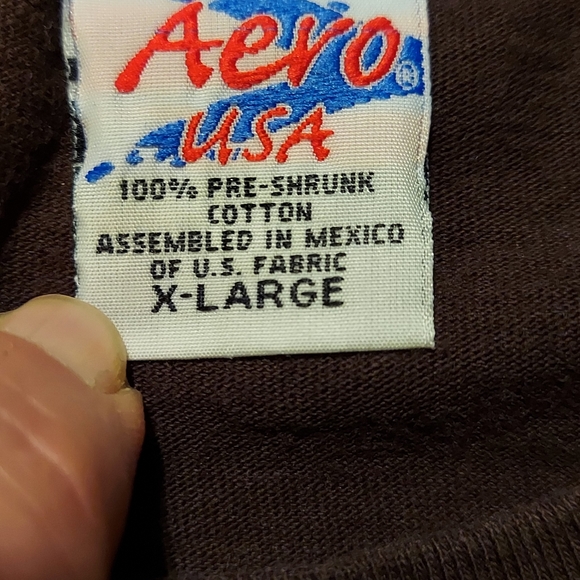 Aero®
USA
100% PRE-SHRUNK
COTTON
ASSEMBLED IN MEXICO
OF U.S. FABRIC
X-LARGE